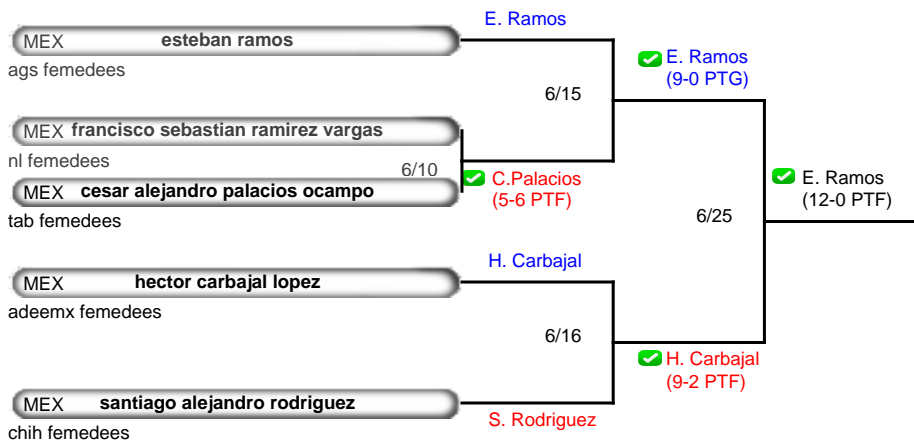 E. Ramos
MEX esteban ramos
ags femedees
E. Ramos
(9-0 PTG)
6/15
MEX francisco sebastian ramirez vargas
nl femedees
6/10
C.Palacios
(5-6 PTF)
MEX cesar alejandro palacios ocampo
tab femedees
E. Ramos
(12-0 PTF)
6/25
H. Carbajal
MEX hector carbajal lopez
adeemx femedees
6/16
H. Carbajal
(9-2 PTF)
MEX santiago alejandro rodriguez
S. Rodriguez
chih femedees